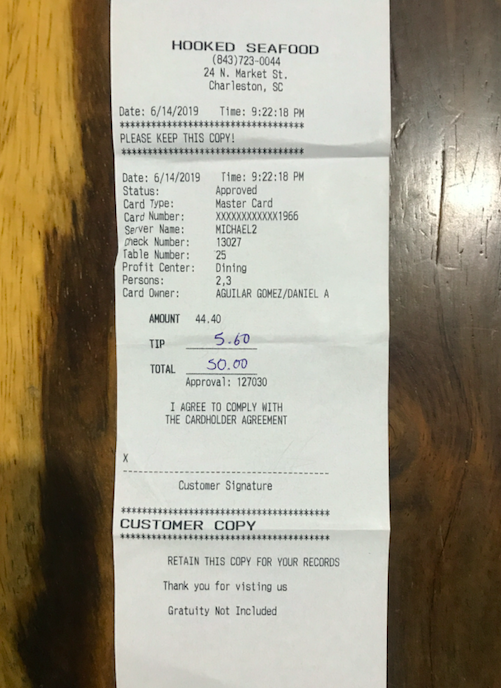 HOOKED SEAFOOD
(843)723-0044
24 N. Market St.
Charleston, SC
Date: 6/14/2019 Time: 9:22:18 PM
************************************
PLEASE KEEP THIS COPY!
************************************
Date: 6/14/2019 Time: 9:22:18 PM
Status: Approved
Card Type: Master Card
Card Number: XXXXXXXXXXXX1966
Server Name: MICHAEL2
Check Number: 13027
Table Number: 25
Profit Center: Dining
Persons: 2,3
Card Owner: AGUILAR GOMEZ/DANIEL A
AMOUNT 44.40
TIP 5.60
TOTAL 50.00
Approval: 127030
I AGREE TO COMPLY WITH
THE CARDHOLDER AGREEMENT
X
------------------------------------
Customer Signature
****************************************
CUSTOMER COPY
****************************************
RETAIN THIS COPY FOR YOUR RECORDS
Thank you for visting us
Gratuity Not Included